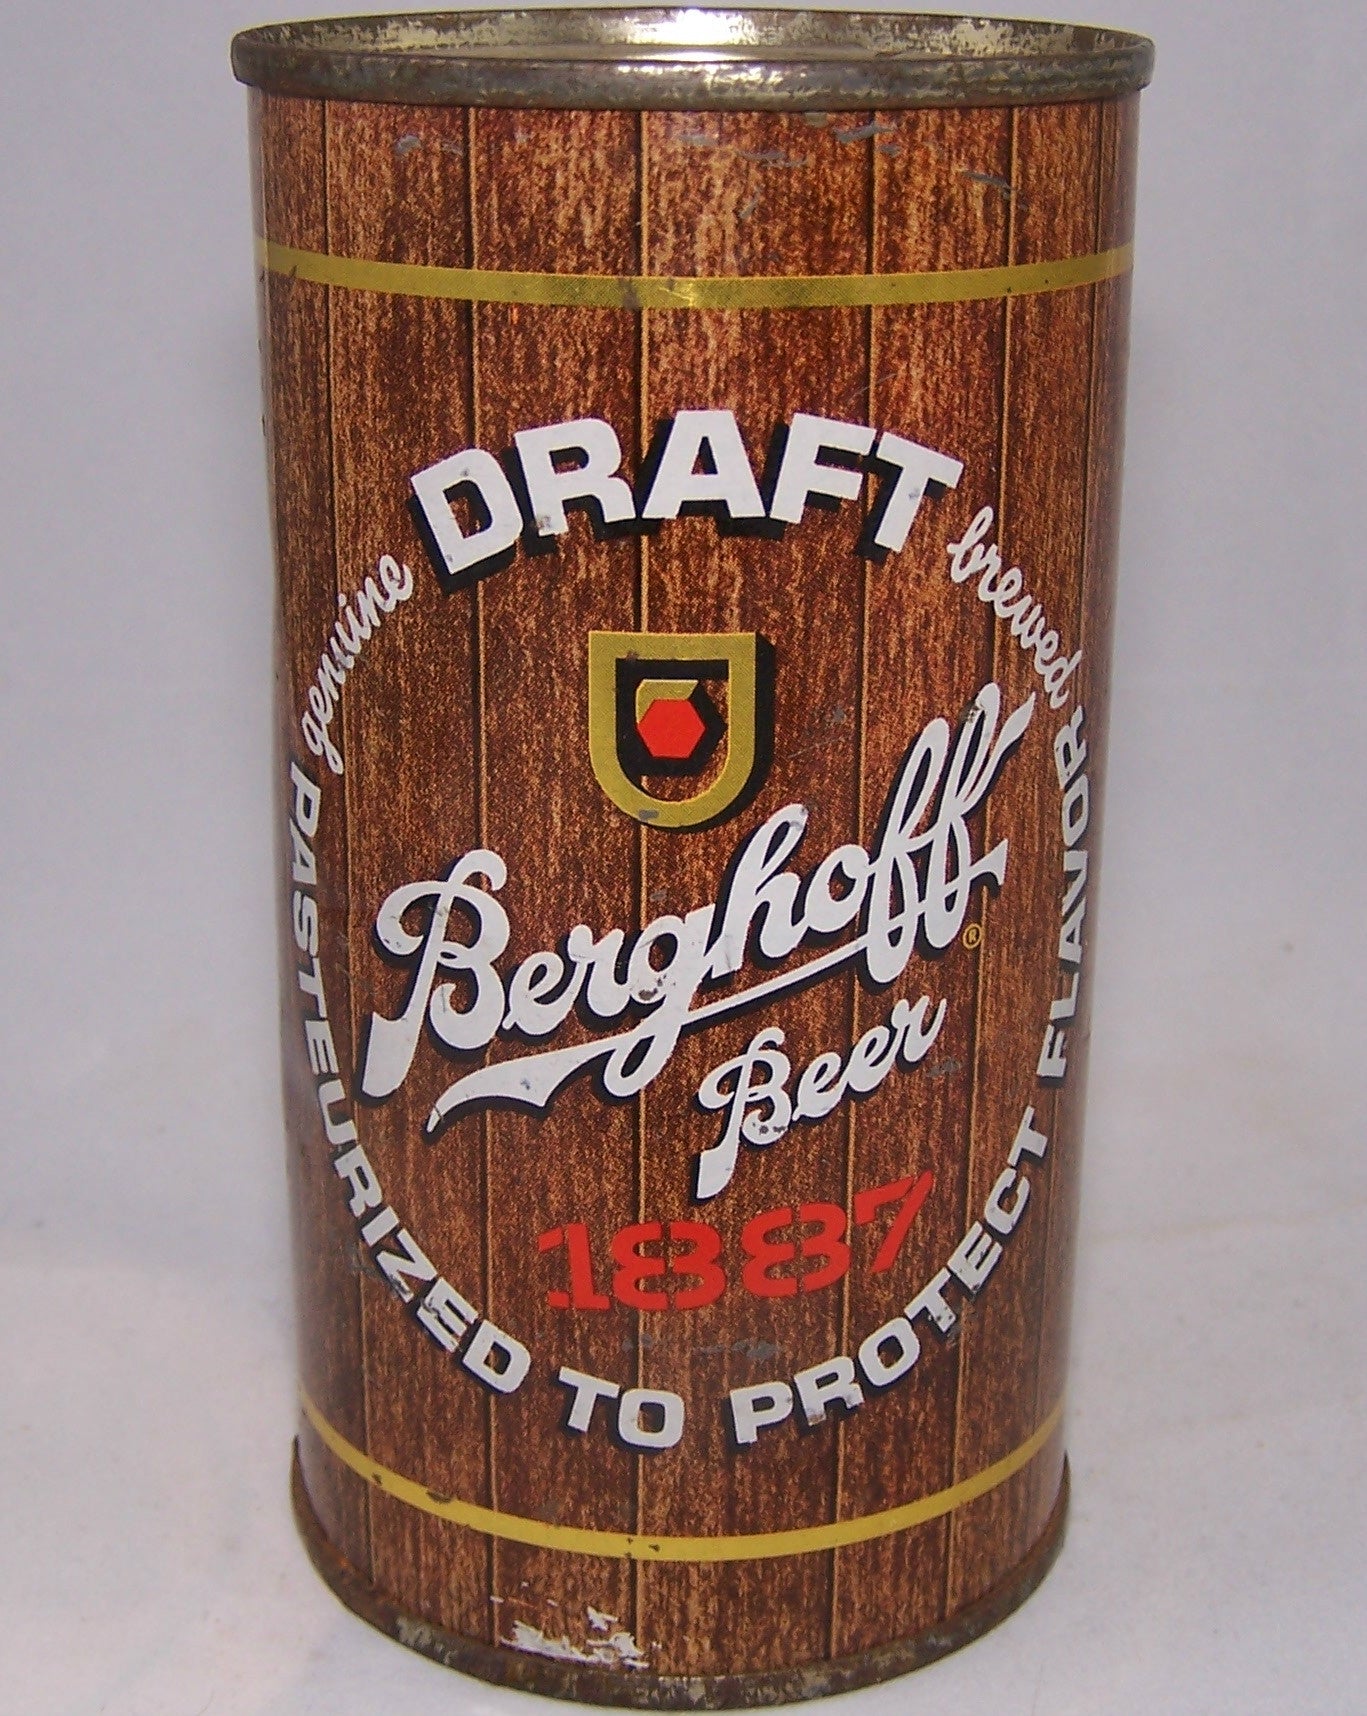 genuine DRAFT brewed
Berghoff ®
Beer
1887
PASTEURIZED TO PROTECT FLAVOR